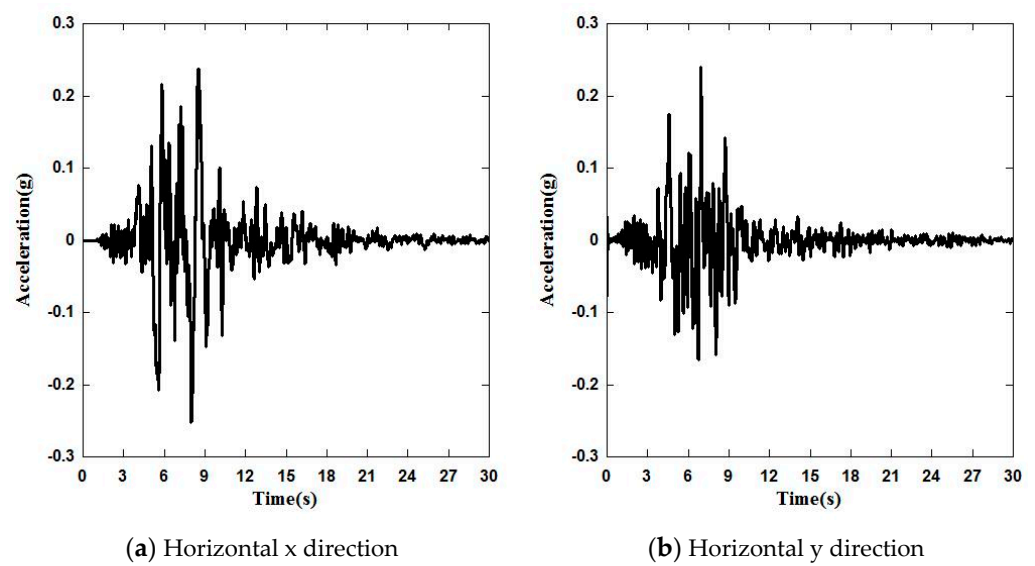 0.3
0.2
0.1
0
-0.1
-0.2
-0.3
Acceleration(g)
0 3 6 9 12 15 18 21 24 27 30
Time(s)
(a) Horizontal x direction
0.3
0.2
0.1
0
-0.1
-0.2
-0.3
Acceleration(g)
0 3 6 9 12 15 18 21 24 27 30
Time(s)
(b) Horizontal y direction